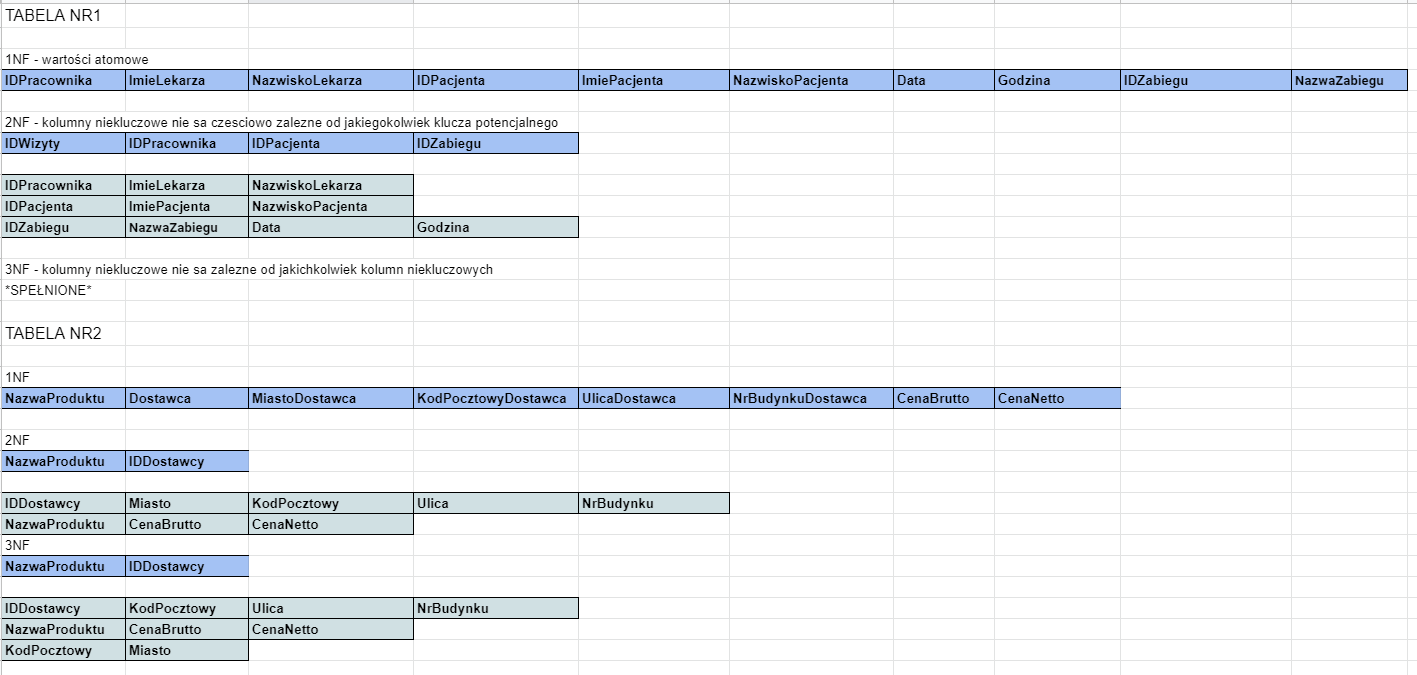 TABELA NR1
1NF - wartości atomowe
IDPracownika ImieLekarza NazwiskoLekarza IDPacjenta ImiePacjenta NazwiskoPacjenta Data Godzina IDZabiegu NazwaZabiegu
2NF - kolumny niekluczowe nie sa czesciowo zalezne od jakiegokolwiek klucza potencjalnego
IDWizyty IDPracownika IDPacjenta IDZabiegu
IDPracownika ImieLekarza NazwiskoLekarza
IDPacjenta ImiePacjenta NazwiskoPacjenta
IDZabiegu NazwaZabiegu Data Godzina
3NF - kolumny niekluczowe nie sa zalezne od jakichkolwiek kolumn niekluczowych
*SPEŁNIONE*
TABELA NR2
1NF
NazwaProduktu Dostawca MiastoDostawca KodPocztowyDostawca UlicaDostawca NrBudynkuDostawca CenaBrutto CenaNetto
2NF
NazwaProduktu IDDostawcy
IDDostawcy Miasto KodPocztowy Ulica NrBudynku
NazwaProduktu CenaBrutto CenaNetto
3NF
NazwaProduktu IDDostawcy
IDDostawcy KodPocztowy Ulica NrBudynku
NazwaProduktu CenaBrutto CenaNetto
KodPocztowy Miasto